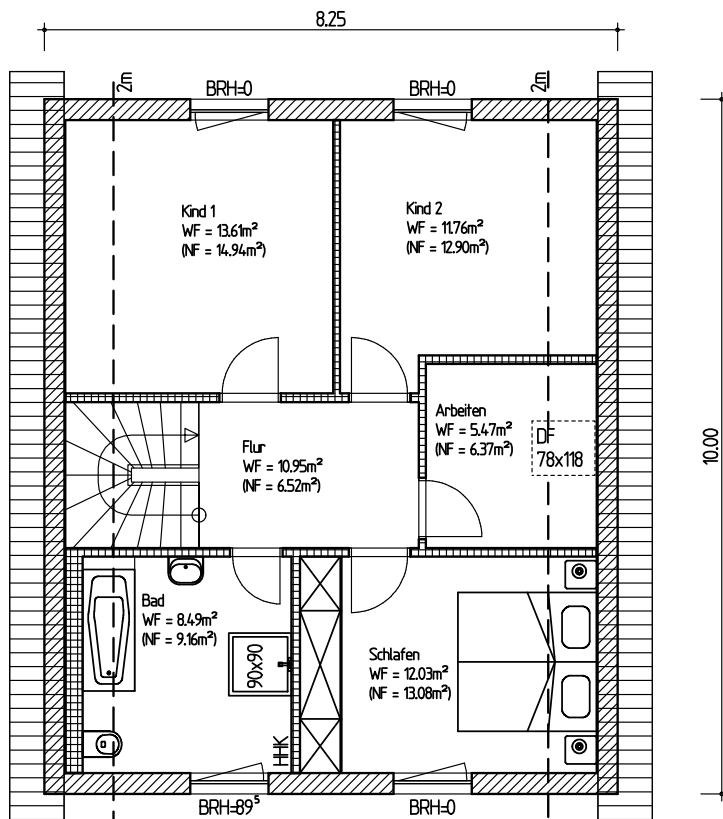 8.25
2m
2m
BRH=0
BRH=0
Kind 1
WF = 13.61m²
(NF = 14.94m²)
Kind 2
WF = 11.76m²
(NF = 12.90m²)
Arbeiten
WF = 5.47m²
(NF = 6.37m²)
DF
78x118
10.00
Flur
WF = 10.95m²
(NF = 6.52m²)
Bad
WF = 8.49m²
(NF = 9.16m²)
90x90
HHK
Schlafen
WF = 12.03m²
(NF = 13.08m²)
BRH=89⁵
BRH=0